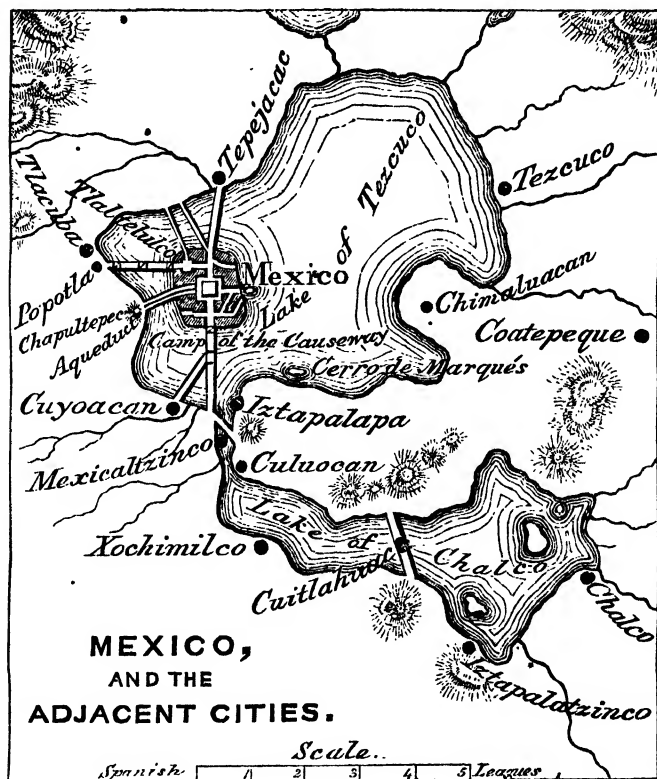 Tepejacac
Tezcuco
Tlacuba
Tlaltelulco
Popotla
Mexico
Lake of Tezcuco
Chapultepec
Aqueduct
Chimaluacan
Coatepeque
Camp of the Causeway
Cerro de Marqués
Cuyoacan
Iztapalapa
Mexicaltzinco
Culuocan
Xochimilco
Lake of
Chalco
Cuitlahuac
Chalco
Iztapalatzinco
MEXICO,
AND THE
ADJACENT CITIES.
Scale..
Spanish 1 2 3 4 5 Leagues